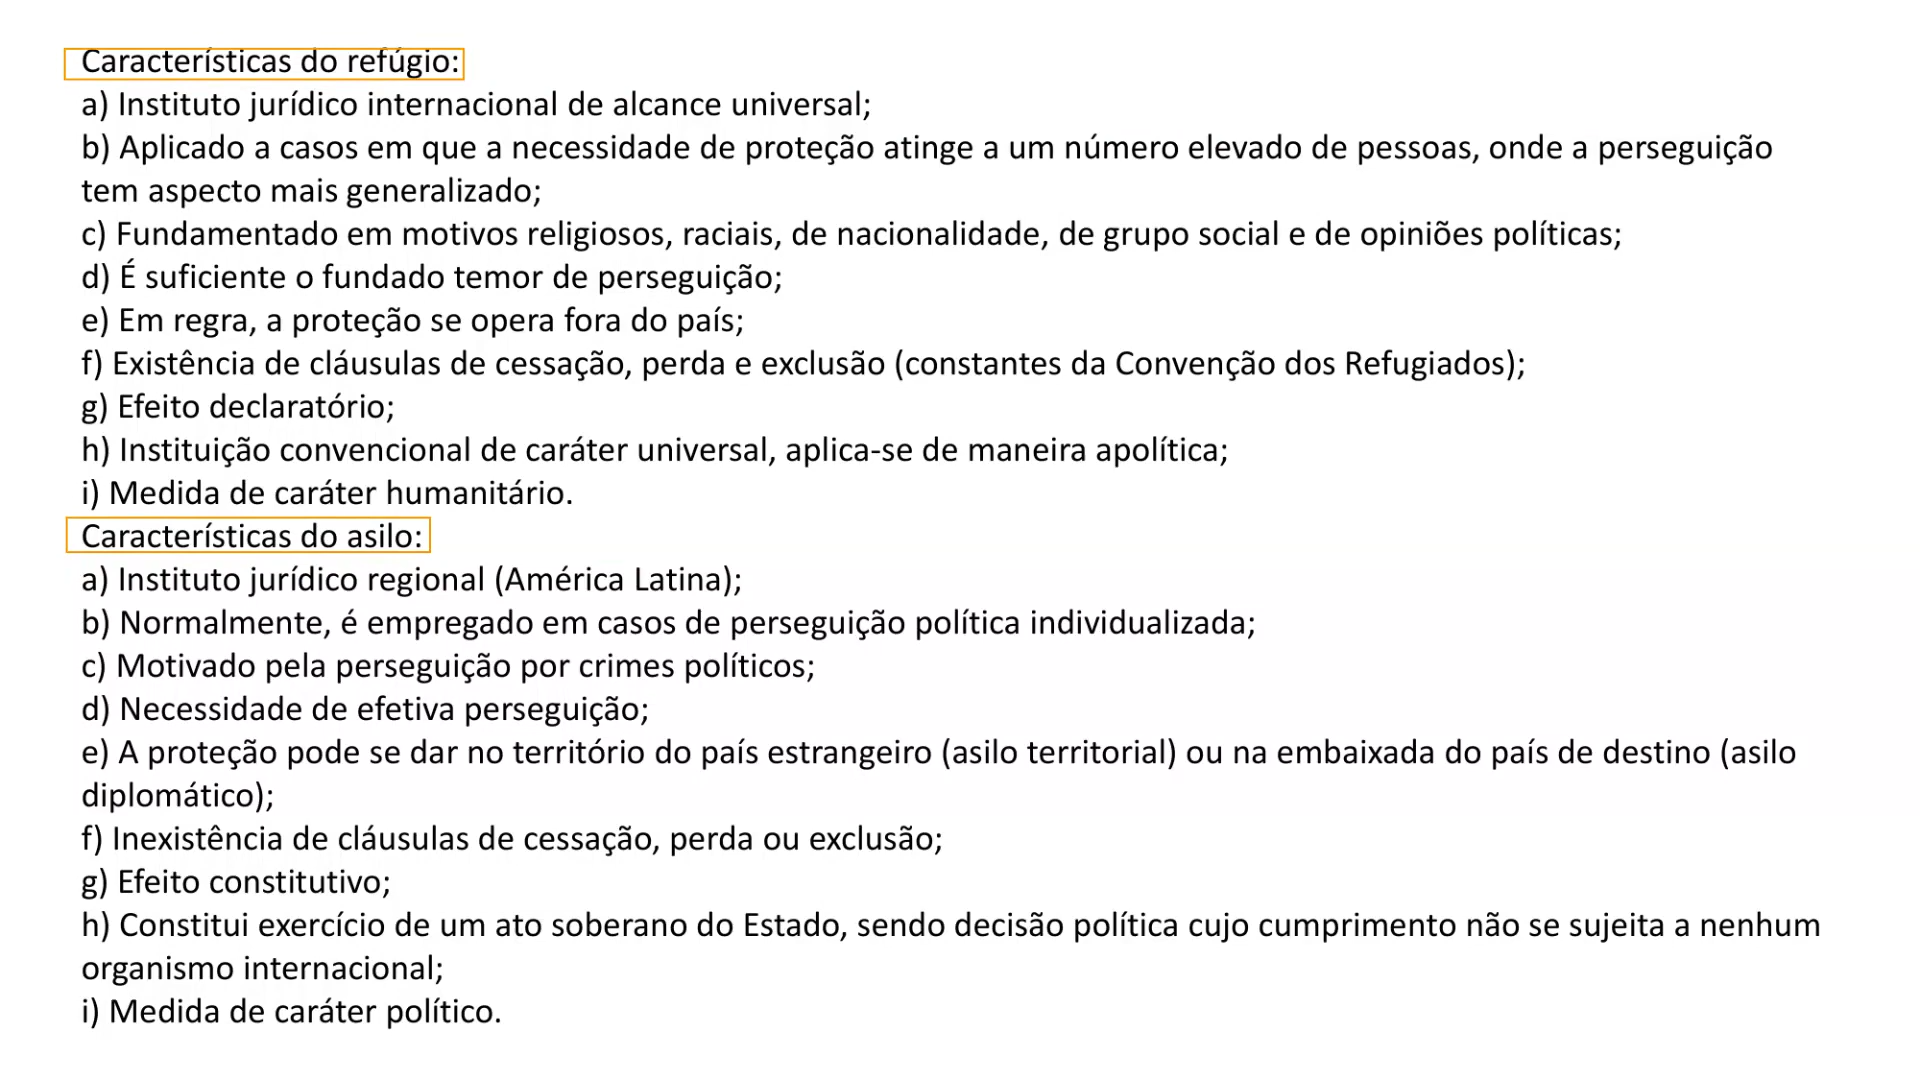 Características do refúgio:
a) Instituto jurídico internacional de alcance universal;
b) Aplicado a casos em que a necessidade de proteção atinge a um número elevado de pessoas, onde a perseguição
tem aspecto mais generalizado;
c) Fundamentado em motivos religiosos, raciais, de nacionalidade, de grupo social e de opiniões políticas;
d) É suficiente o fundado temor de perseguição;
e) Em regra, a proteção se opera fora do país;
f) Existência de cláusulas de cessação, perda e exclusão (constantes da Convenção dos Refugiados);
g) Efeito declaratório;
h) Instituição convencional de caráter universal, aplica-se de maneira apolítica;
i) Medida de caráter humanitário.
Características do asilo:
a) Instituto jurídico regional (América Latina);
b) Normalmente, é empregado em casos de perseguição política individualizada;
c) Motivado pela perseguição por crimes políticos;
d) Necessidade de efetiva perseguição;
e) A proteção pode se dar no território do país estrangeiro (asilo territorial) ou na embaixada do país de destino (asilo
diplomático);
f) Inexistência de cláusulas de cessação, perda ou exclusão;
g) Efeito constitutivo;
h) Constitui exercício de um ato soberano do Estado, sendo decisão política cujo cumprimento não se sujeita a nenhum
organismo internacional;
i) Medida de caráter político.